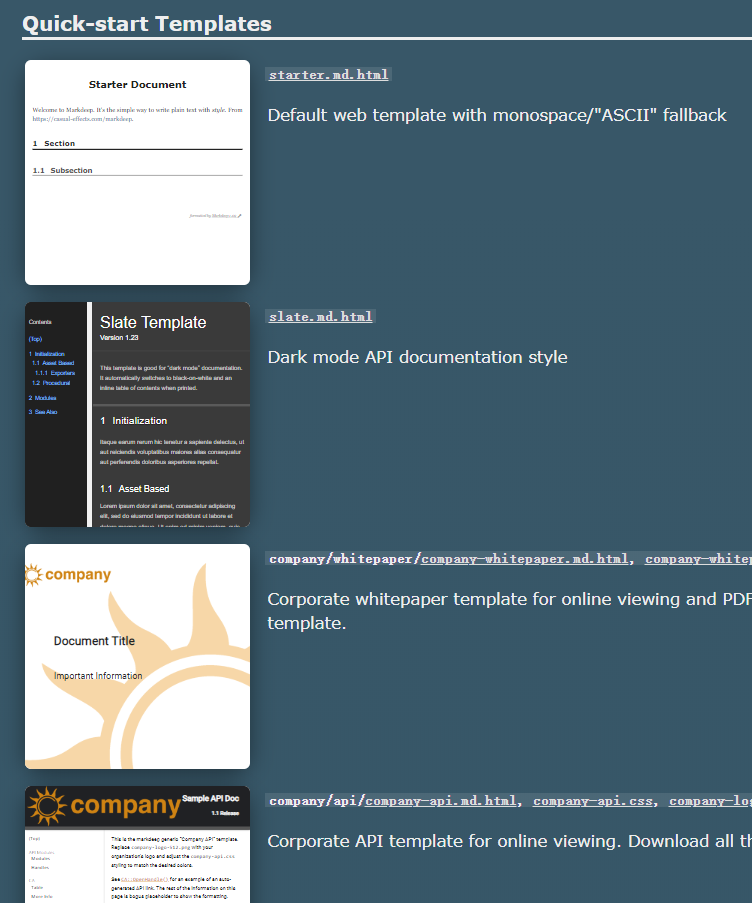 Quick-start Templates
Starter Document
Welcome to Markdeep. It's the simple way to write plain text with style. From
https://casual-effects.com/markdeep.
1 Section
1.1 Subsection
formatted by Markdeep
starter.md.html
Default web template with monospace/"ASCII" fallback
Contents
(Top)
1 Initialization
1.1 Asset Based
1.1.1 Exporters
1.2 Procedural
2 Modules
3 See Also
Slate Template
Version 1.23
This template is good for "dark mode" documentation.
It automatically switches to black-on-white and an
inline table of contents when printed.
1 Initialization
Itaque earum rerum hic tenetur a sapiente delectus, ut
aut reiciendis voluptatibus maiores alias consequatur
aut perferendis doloribus asperiores repellat.
1.1 Asset Based
Lorem ipsum dolor sit amet, consectetur adipiscing
elit, sed do eiusmod tempor incididunt ut labore et
slate.md.html
Dark mode API documentation style
company
Document Title
Important Information
company/whitepaper/company-whitepaper.md.html, company-whitep
Corporate whitepaper template for online viewing and PDF
template.
company
Sample API Doc
1.1 Release
(Top)
Modules
Handles
Table
More Info
This is the markdeep generic "Company API" template.
Replace company-logo-512.png with your
organization's logo and adjust the company-api.css
styling to match the desired colors.
See for an example of an auto-
generated API link. The rest of the information on this
page is bogus placeholder to show the formatting.
company/api/company-api.md.html, company-api.css, company-lo
Corporate API template for online viewing. Download all th